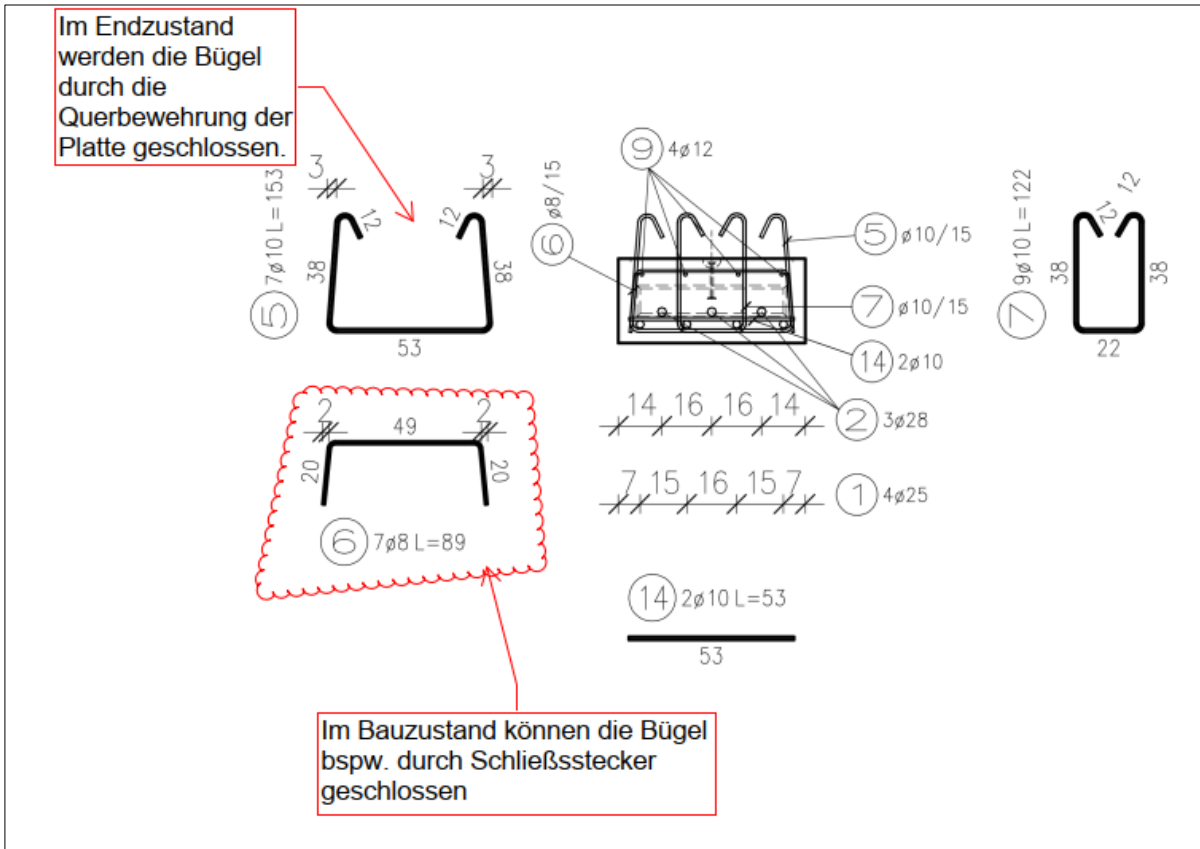 Im Endzustand
werden die Bügel
durch die
Querbewehrung der
Platte geschlossen.
3
3
12
12
38
38
53
5 7ø10 L=153
9 4ø12
6 ø8/15
5 ø10/15
7 ø10/15
14 2ø10
2 3ø28
1 4ø25
12
12
38
38
22
7 9ø10 L=122
2
49
2
20
20
6 7ø8 L=89
14 16 16 14
7 15 16 15 7
14 2ø10 L=53
53
Im Bauzustand können die Bügel
bspw. durch Schließsstecker
geschlossen